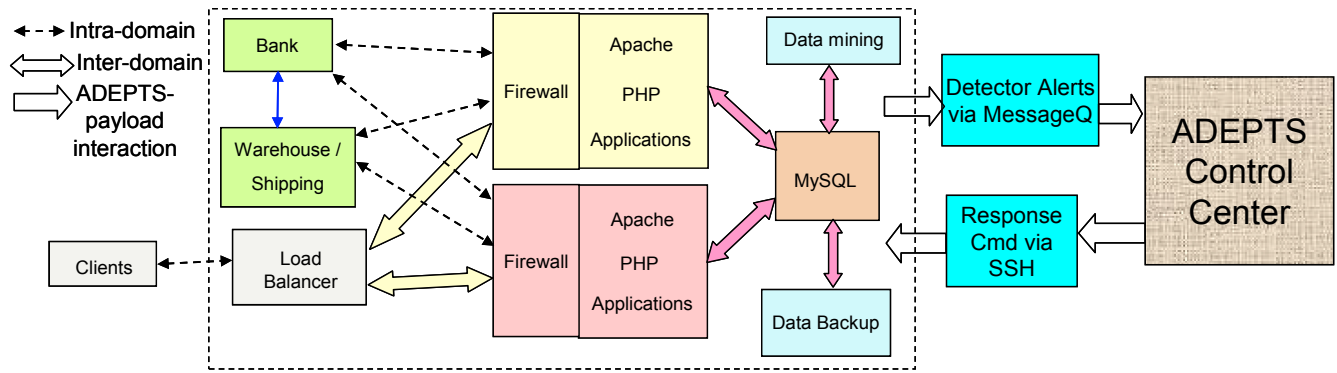 Intra-domain
Inter-domain
ADEPTS-
payload
interaction
Bank
Warehouse /
Shipping
Clients
Load
Balancer
Firewall
Apache
PHP
Applications
Firewall
Apache
PHP
Applications
Data mining
MySQL
Data Backup
Detector Alerts
via MessageQ
Response
Cmd via
SSH
ADEPTS
Control
Center